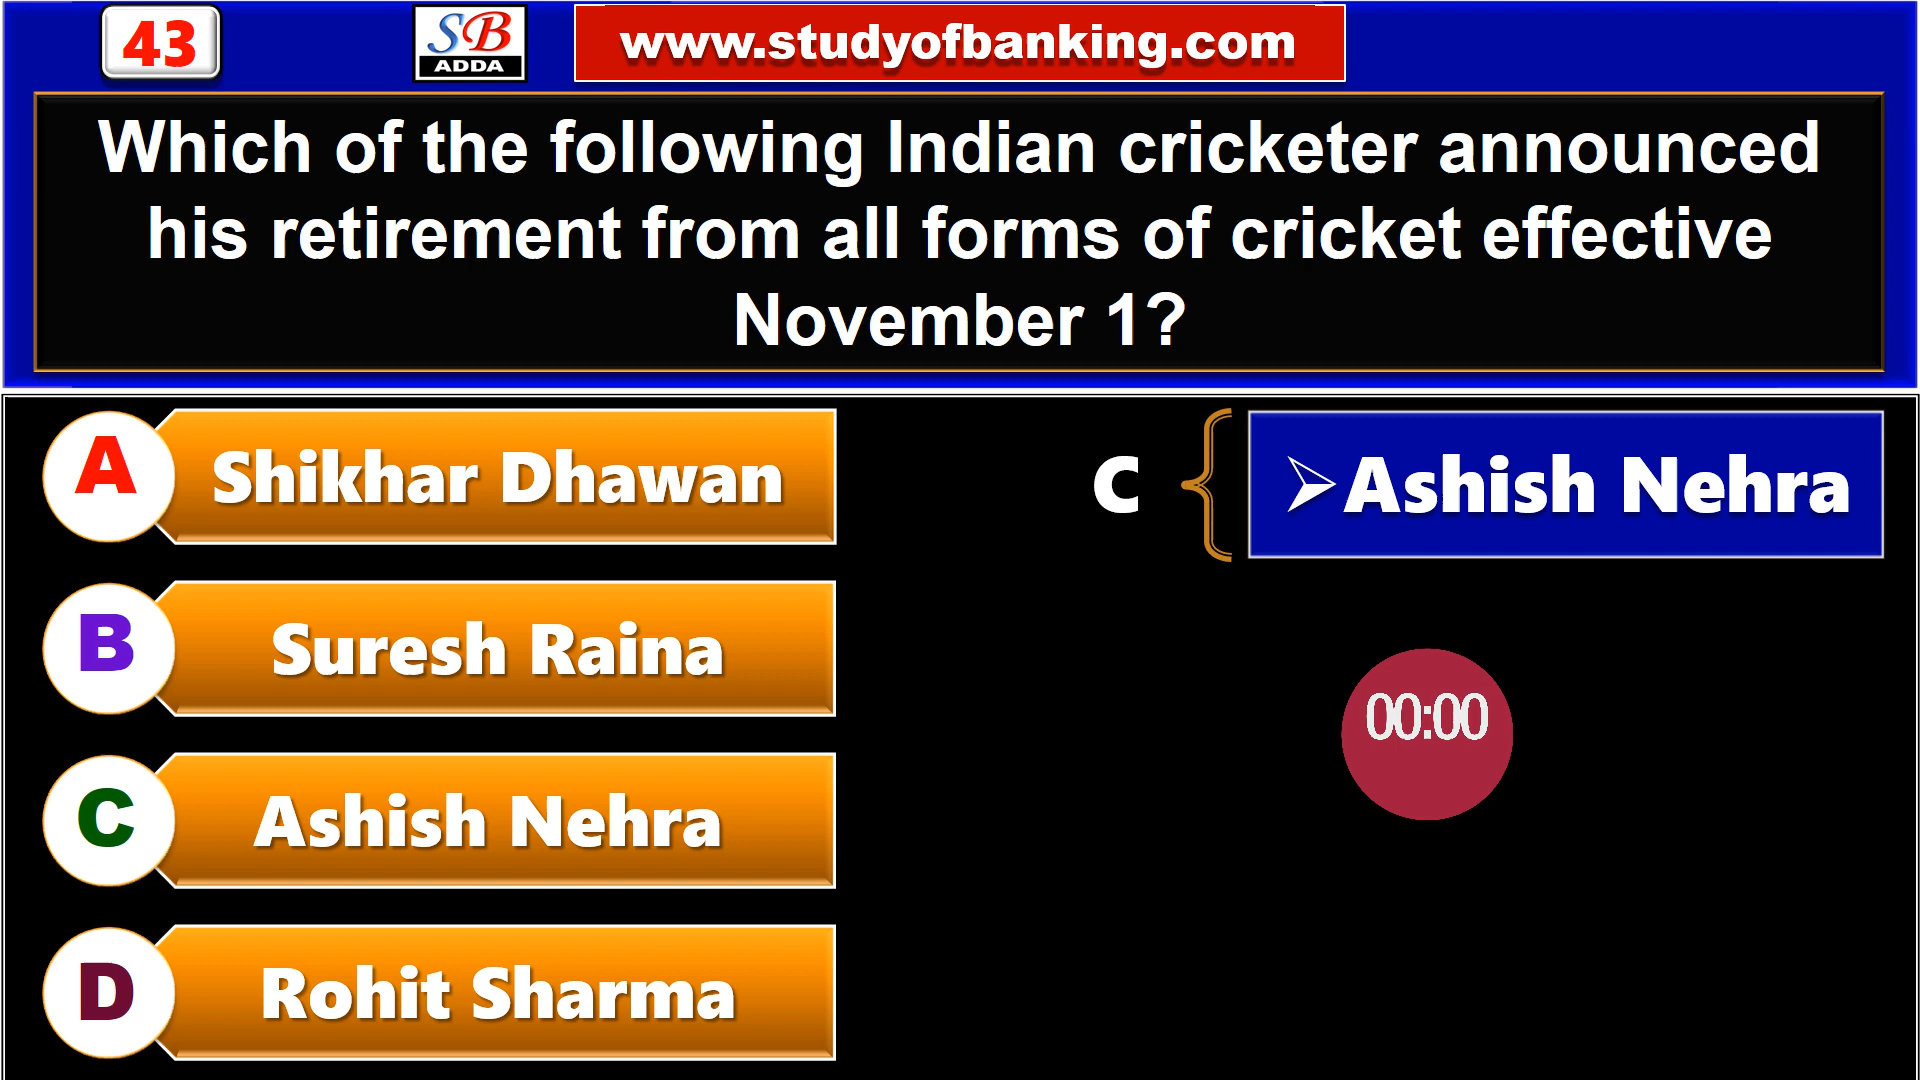 43
SB
ADDA
www.studyofbanking.com
Which of the following Indian cricketer announced
his retirement from all forms of cricket effective
November 1?
A
Shikhar Dhawan
B
Suresh Raina
C
Ashish Nehra
D
Rohit Sharma
C
➢Ashish Nehra
00:00